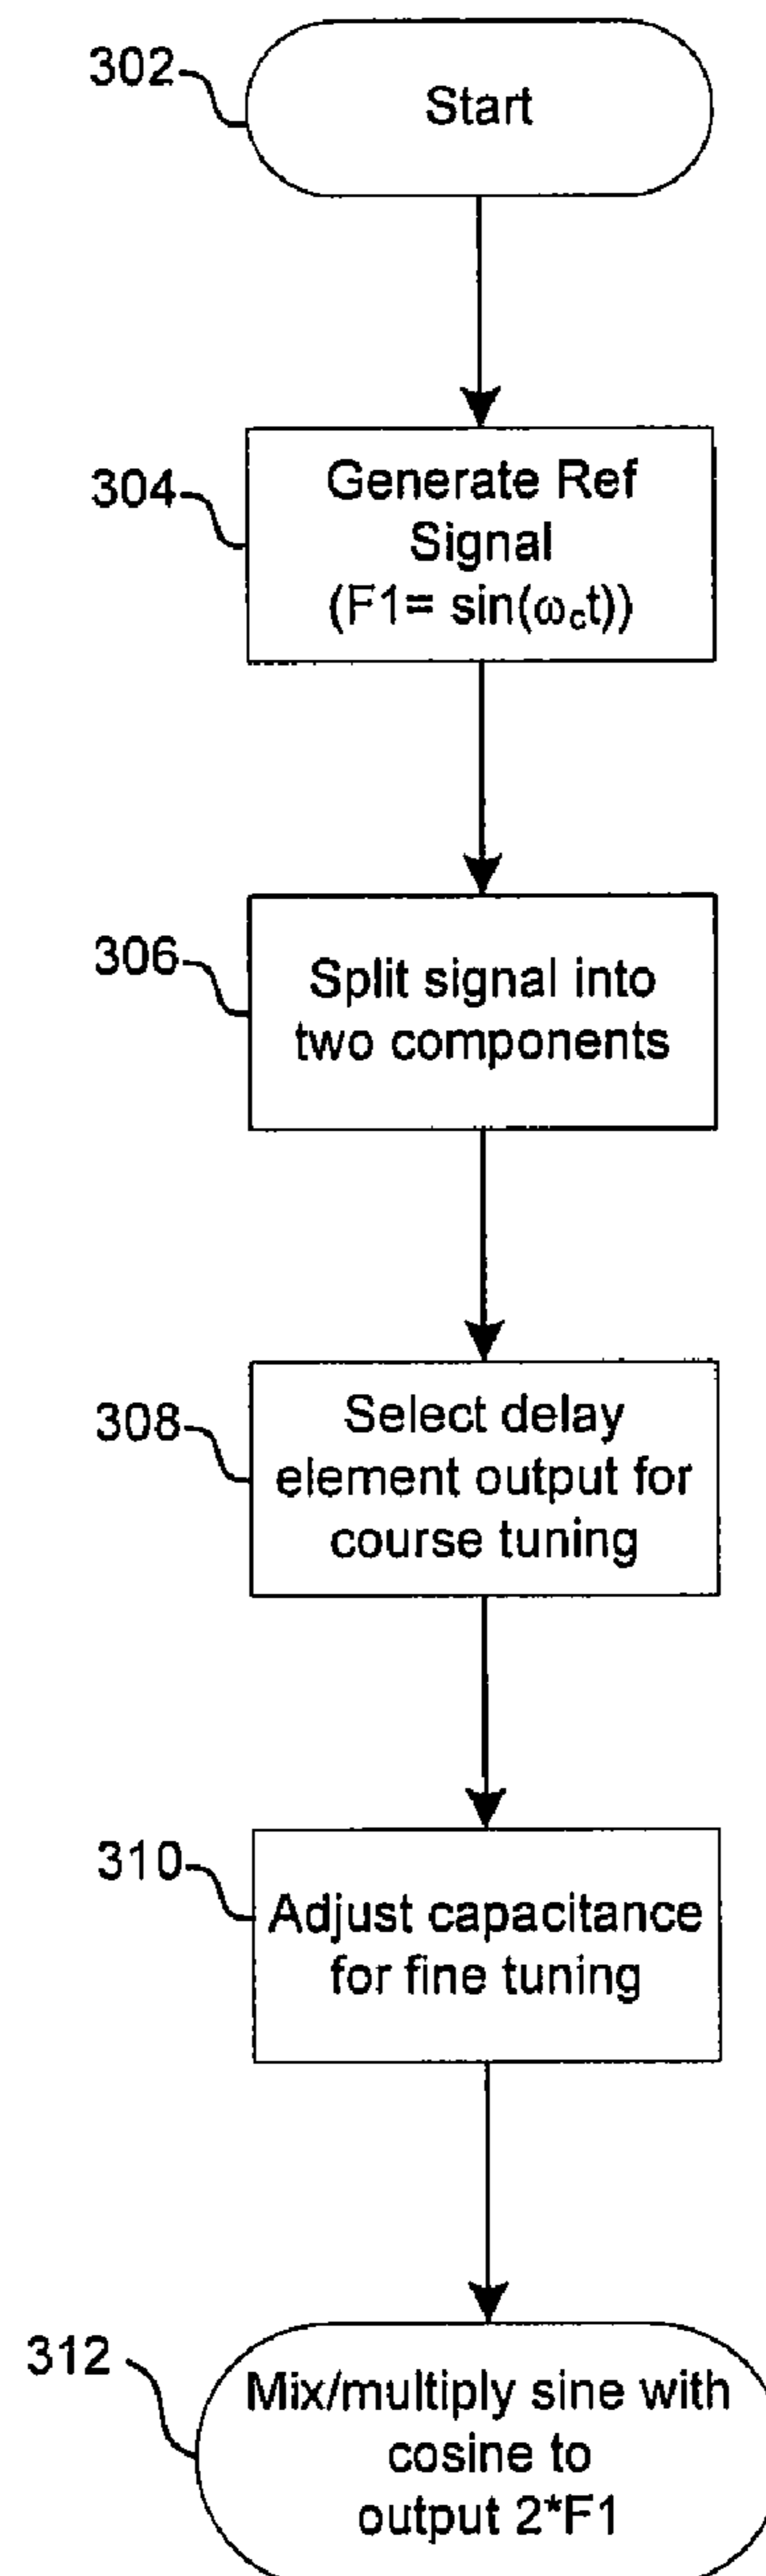 302
Start
304
Generate Ref
Signal
(F1= sin(ω꜀t))
306
Split signal into
two components
308
Select delay
element output for
course tuning
310
Adjust capacitance
for fine tuning
312
Mix/multiply sine with
cosine to
output 2*F1